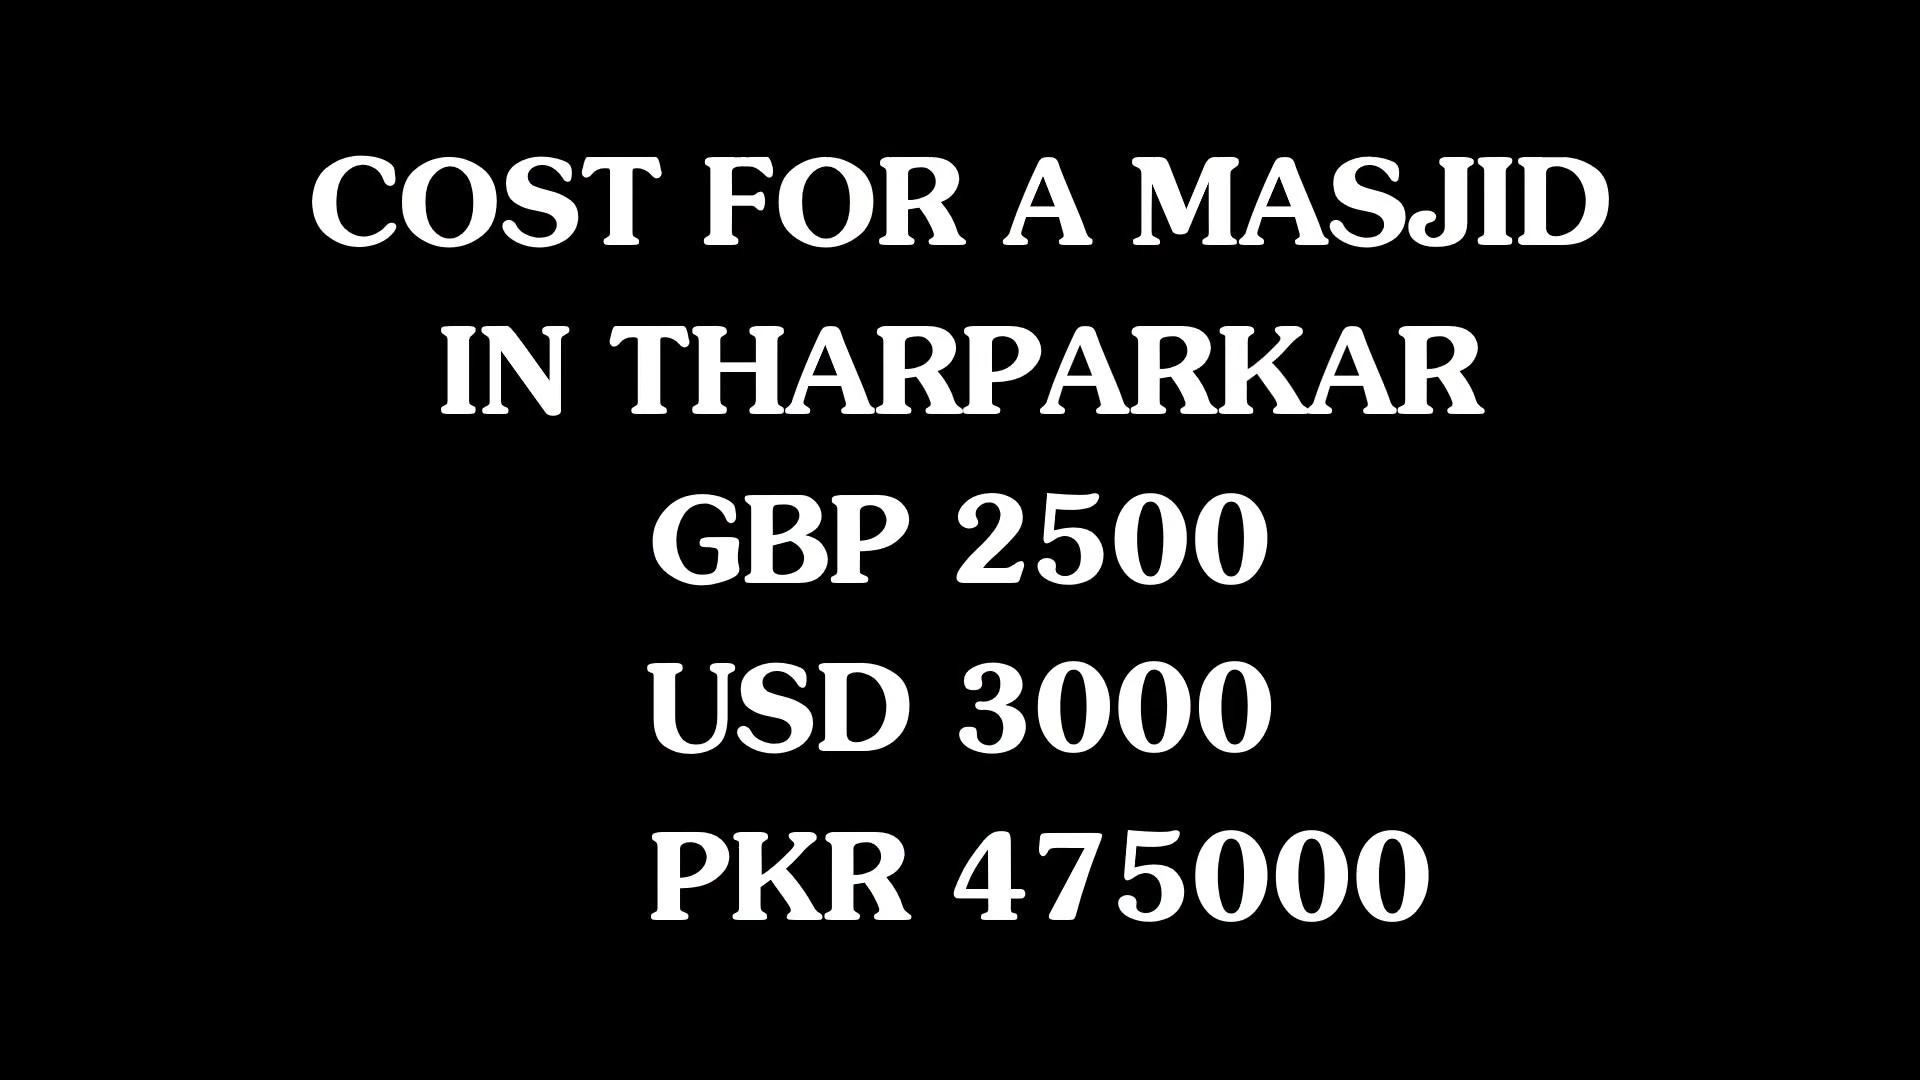 COST FOR A MASJID
IN THARPARKAR
GBP 2500
USD 3000
PKR 475000